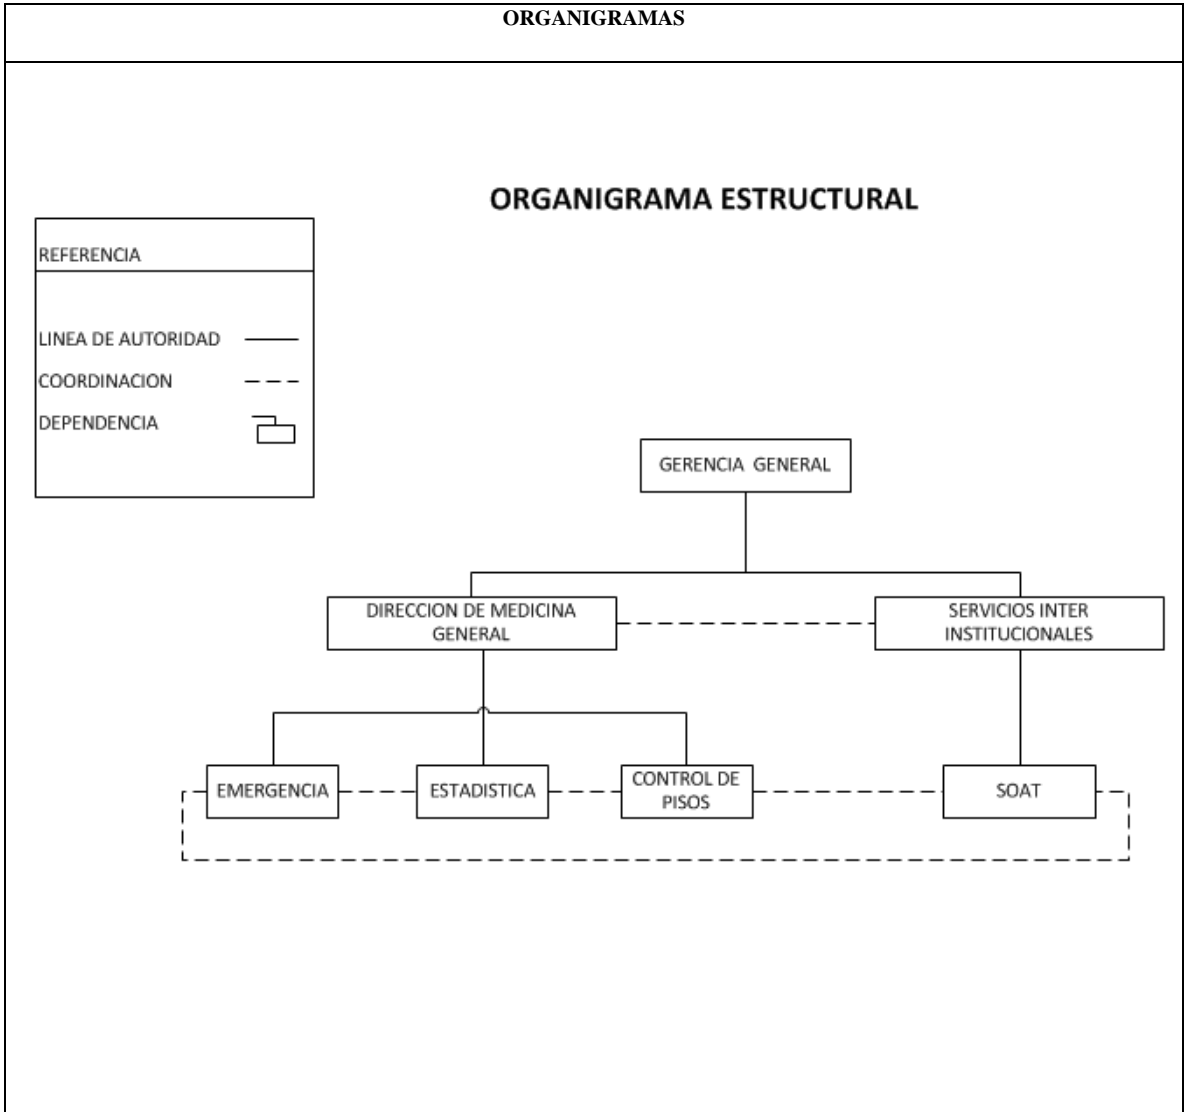 ORGANIGRAMAS
ORGANIGRAMA ESTRUCTURAL
REFERENCIA
LINEA DE AUTORIDAD
COORDINACION
DEPENDENCIA
GERENCIA GENERAL
DIRECCION DE MEDICINA
GENERAL
SERVICIOS INTER
INSTITUCIONALES
EMERGENCIA
ESTADISTICA
CONTROL DE
PISOS
SOAT